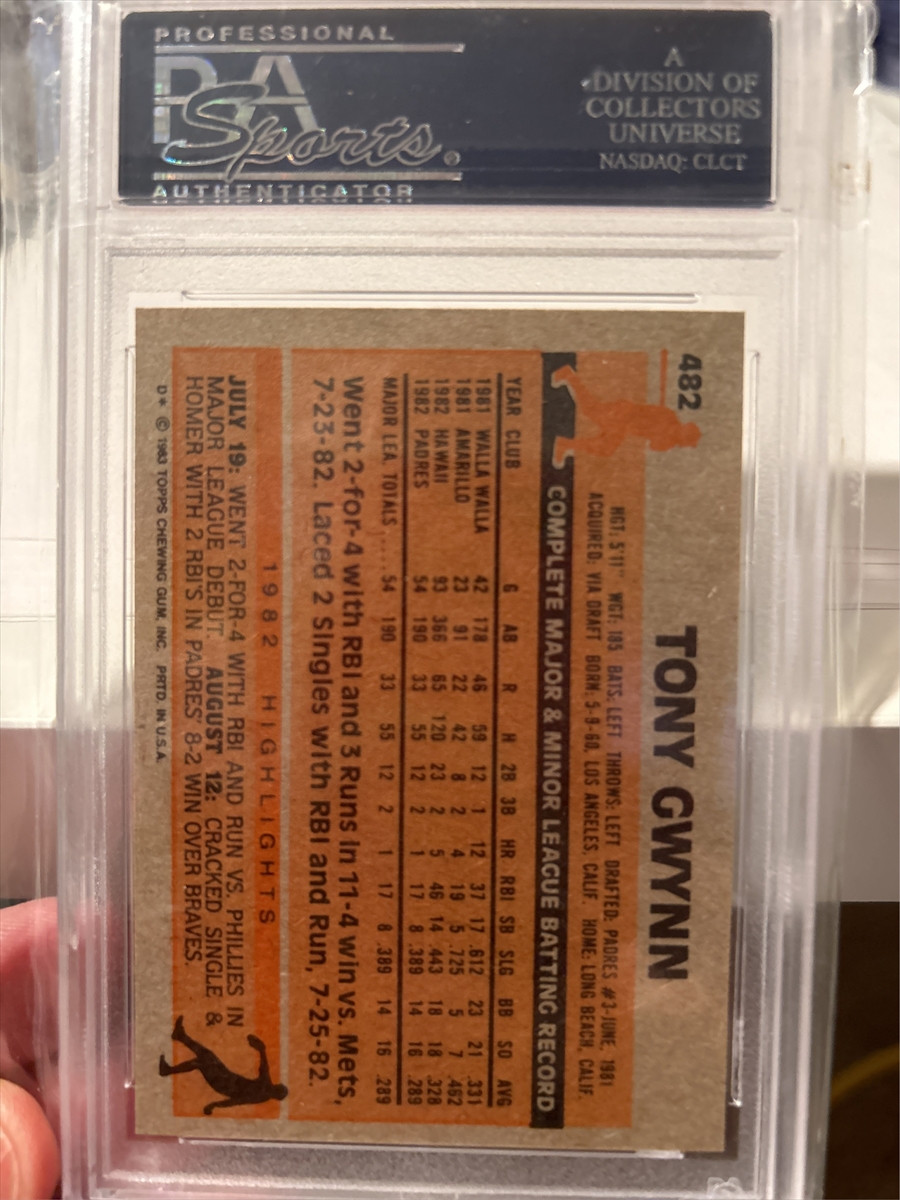 PROFESSIONAL
PSA
Sports®
AUTHENTICATOR
A
DIVISION OF
COLLECTORS
UNIVERSE
NASDAQ: CLCT
482
TONY GWYNN
HGT: 5'11" WGT: 185 BATS: LEFT THROWS: LEFT DRAFTED: PADRES #3-JUNE, 1981
ACQUIRED: VIA DRAFT BORN: 5-9-60, LOS ANGELES, CALIF. HOME: LONG BEACH, CALIF.
COMPLETE MAJOR & MINOR LEAGUE BATTING RECORD
YEAR CLUB G AB R H 2B 3B HR RBI SB SLG BB SO AVG
1981 WALLA WALLA 42 178 46 59 12 1 12 37 17 .612 23 21 .331
1981 AMARILLO 23 91 22 42 8 2 4 19 5 .725 5 7 .462
1982 HAWAII 93 366 65 120 23 2 5 46 14 .443 18 18 .328
1982 PADRES 54 190 33 55 12 2 1 17 8 .389 14 16 .289
MAJOR LEA. TOTALS..... 54 190 33 55 12 2 1 17 8 .389 14 16 .289
Went 2-for-4 with RBI and 3 Runs in 11-4 win vs. Mets,
7-23-82. Laced 2 Singles with RBI and Run, 7-25-82.
1982 HIGHLIGHTS
JULY 19: WENT 2-FOR-4 WITH RBI AND RUN VS. PHILLIES IN
MAJOR LEAGUE DEBUT. AUGUST 12: CRACKED SINGLE &
HOMER WITH 2 RBI'S IN PADRES' 8-2 WIN OVER BRAVES.
D* © 1983 TOPPS CHEWING GUM, INC. PRTD. IN U.S.A.